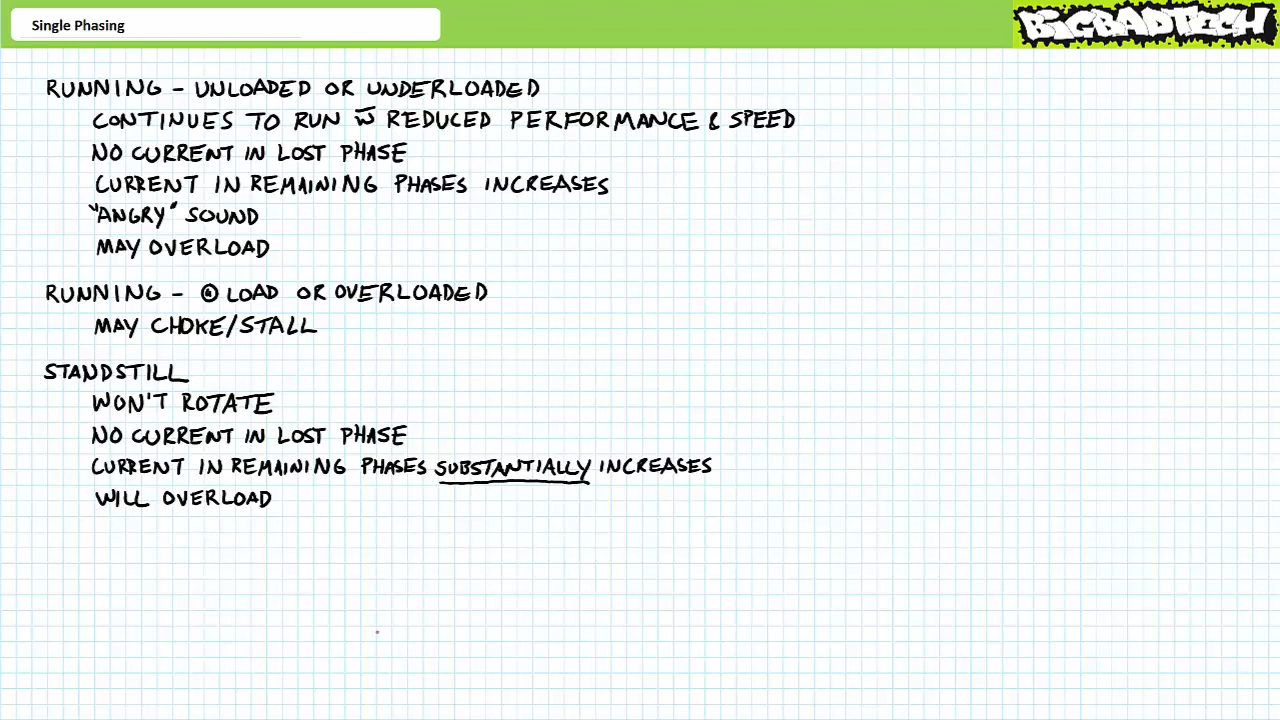 Single Phasing
BIGBADTECH
RUNNING - UNLOADED OR UNDERLOADED
CONTINUES TO RUN w̅ REDUCED PERFORMANCE & SPEED
NO CURRENT IN LOST PHASE
CURRENT IN REMAINING PHASES INCREASES
"ANGRY" SOUND
MAY OVERLOAD
RUNNING - @ LOAD OR OVERLOADED
MAY CHOKE/STALL
STANDSTILL
WON'T ROTATE
NO CURRENT IN LOST PHASE
CURRENT IN REMAINING PHASES SUBSTANTIALLY INCREASES
WILL OVERLOAD